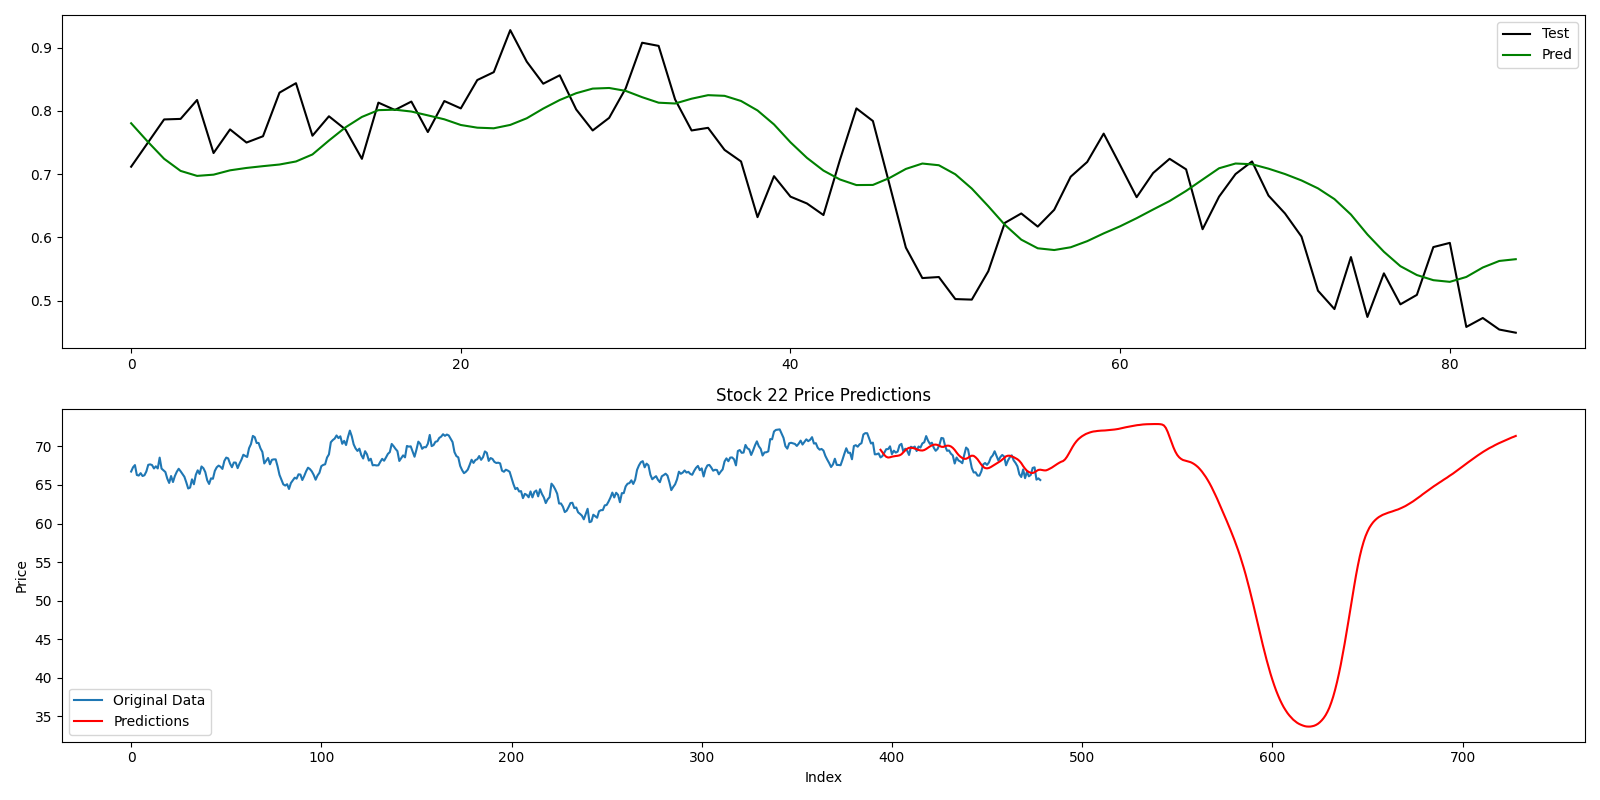 Test
Pred
0.9
0.8
0.7
0.6
0.5
0 20 40 60 80
Stock 22 Price Predictions
Price
70
65
60
55
50
45
40
35
Original Data
Predictions
0 100 200 300 400 500 600 700
Index